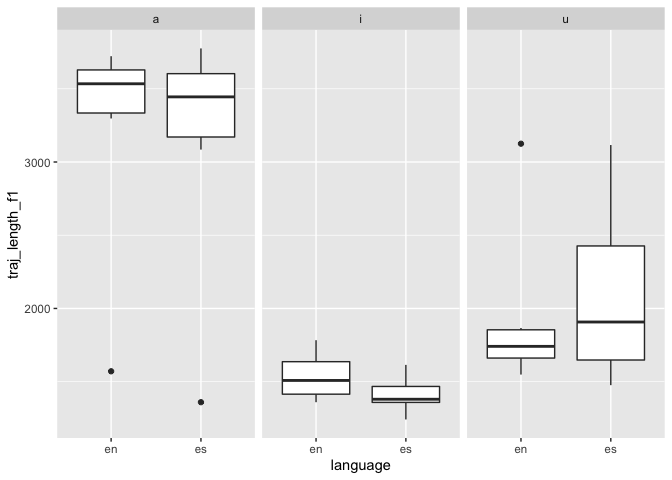 a i u
traj_length_f1
3000
2000
en es en es en es
language